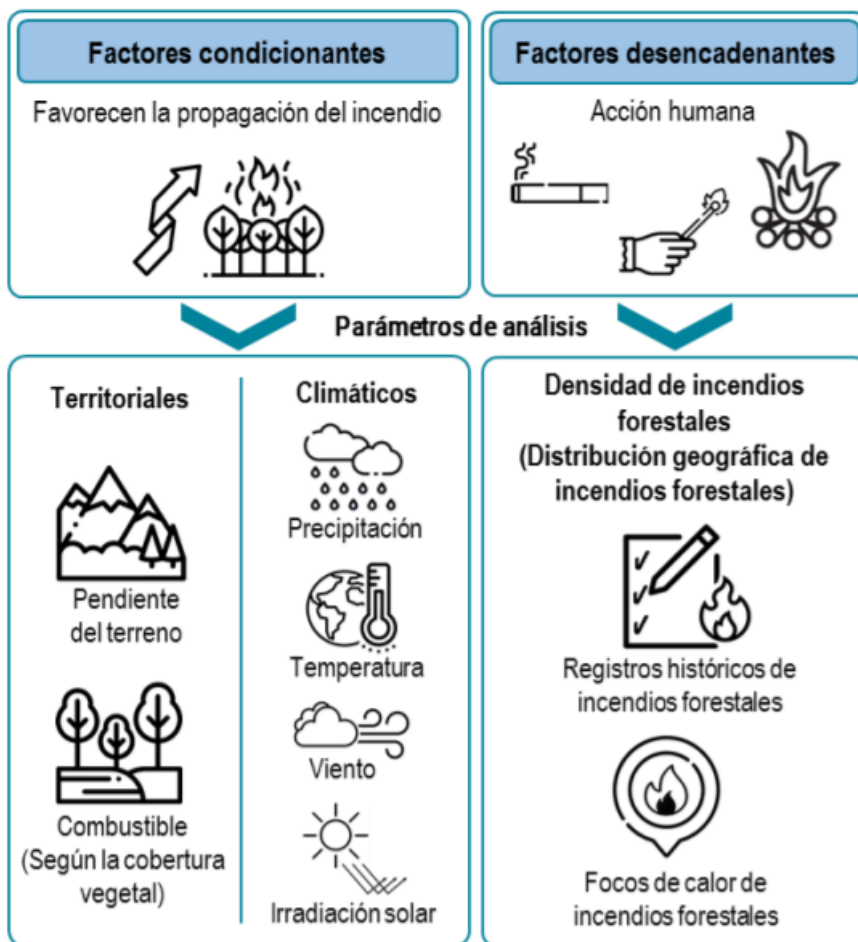 Factores condicionantes
Favorecen la propagación del incendio
Factores desencadenantes
Acción humana
Parámetros de análisis
Territoriales
Pendiente
del terreno
Combustible
(Según la cobertura
vegetal)
Climáticos
Precipitación
Temperatura
Viento
Irradiación solar
Densidad de incendios
forestales
(Distribución geográfica de
incendios forestales)
Registros históricos de
incendios forestales
Focos de calor de
incendios forestales